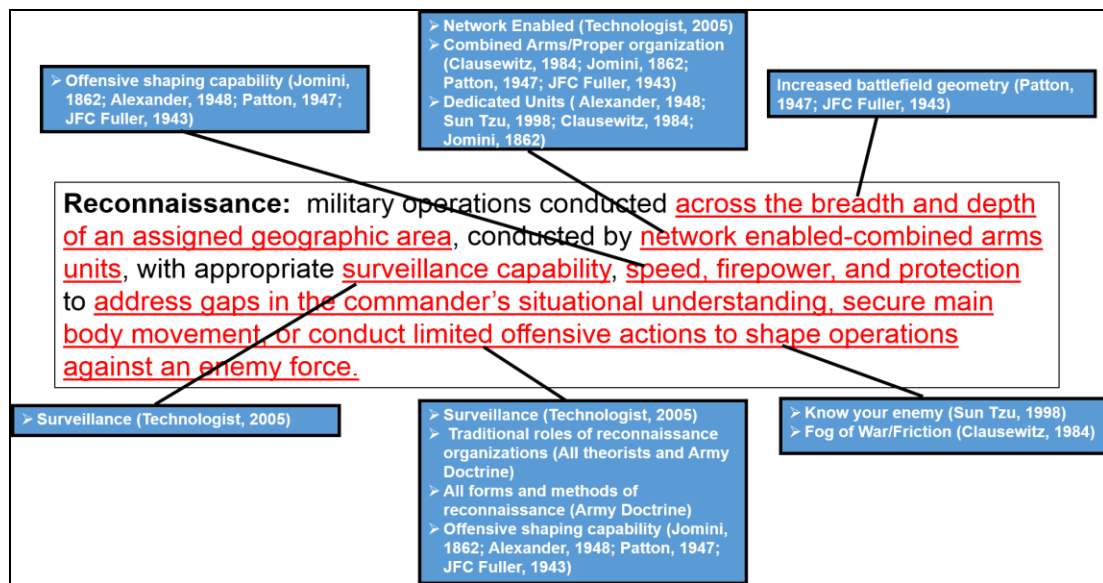 ➢ Network Enabled (Technologist, 2005)
➢ Combined Arms/Proper organization
(Clausewitz, 1984; Jomini, 1862;
Patton, 1947; JFC Fuller, 1943)
➢ Dedicated Units ( Alexander, 1948;
Sun Tzu, 1998; Clausewitz, 1984;
Jomini, 1862)
➢ Offensive shaping capability (Jomini,
1862; Alexander, 1948; Patton, 1947;
JFC Fuller, 1943)
Increased battlefield geometry (Patton,
1947; JFC Fuller, 1943)
Reconnaissance: military operations conducted across the breadth and depth
of an assigned geographic area, conducted by network enabled-combined arms
units, with appropriate surveillance capability, speed, firepower, and protection
to address gaps in the commander's situational understanding, secure main
body movement, or conduct limited offensive actions to shape operations
against an enemy force.
➢ Surveillance (Technologist, 2005)
➢ Surveillance (Technologist, 2005)
➢ Traditional roles of reconnaissance
organizations (All theorists and Army
Doctrine)
➢ All forms and methods of
reconnaissance (Army Doctrine)
➢ Offensive shaping capability (Jomini,
1862; Alexander, 1948; Patton, 1947;
JFC Fuller, 1943)
➢ Know your enemy (Sun Tzu, 1998)
➢ Fog of War/Friction (Clausewitz, 1984)